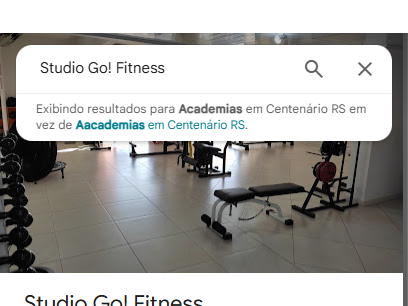 Studio Go! Fitness
Exibindo resultados para Academias em Centenário RS em
vez de Aacademias em Centenário RS.
Studio Go! Fitness